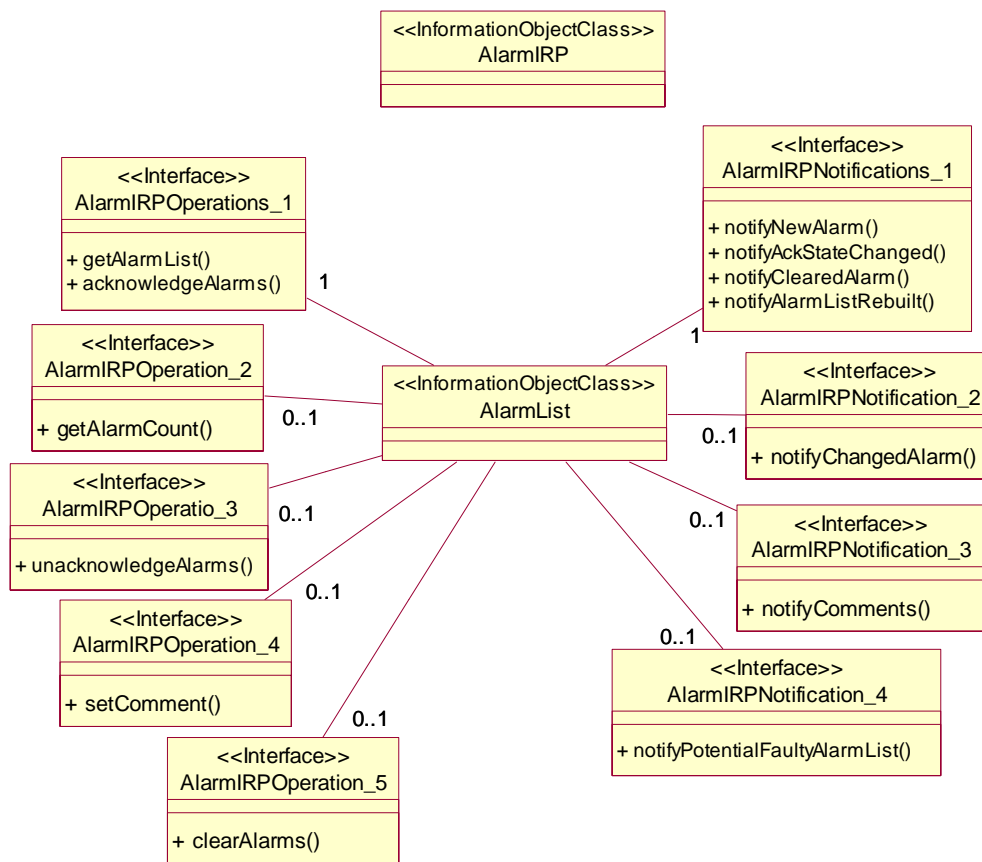 <<InformationObjectClass>>
AlarmIRP
<<Interface>>
AlarmIRPOperations_1
+ getAlarmList()
+ acknowledgeAlarms()
1
<<Interface>>
AlarmIRPNotifications_1
+ notifyNewAlarm()
+ notifyAckStateChanged()
+ notifyClearedAlarm()
+ notifyAlarmListRebuilt()
1
<<Interface>>
AlarmIRPOperation_2
+ getAlarmCount()
0..1
<<InformationObjectClass>>
AlarmList
<<Interface>>
AlarmIRPNotification_2
+ notifyChangedAlarm()
0..1
<<Interface>>
AlarmIRPOperatio_3
+ unacknowledgeAlarms()
0..1
<<Interface>>
AlarmIRPNotification_3
+ notifyComments()
0..1
<<Interface>>
AlarmIRPOperation_4
+ setComment()
0..1
<<Interface>>
AlarmIRPNotification_4
+ notifyPotentialFaultyAlarmList()
0..1
<<Interface>>
AlarmIRPOperation_5
+ clearAlarms()
0..1